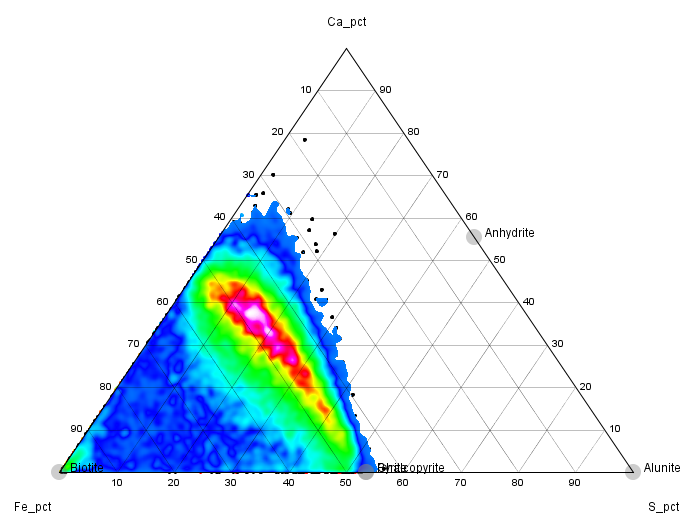 Ca_pct
10 90
20 80
30 70
40 60
Anhydrite
50 50
60 40
70 30
80 20
90 10
Biotite Alunite
10 20 30 40 50 60 70 80 90
Fe_pct S_pct